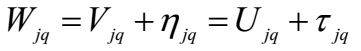 W_{jq} = V_{jq} + η_{jq} = U_{jq} + τ_{jq}